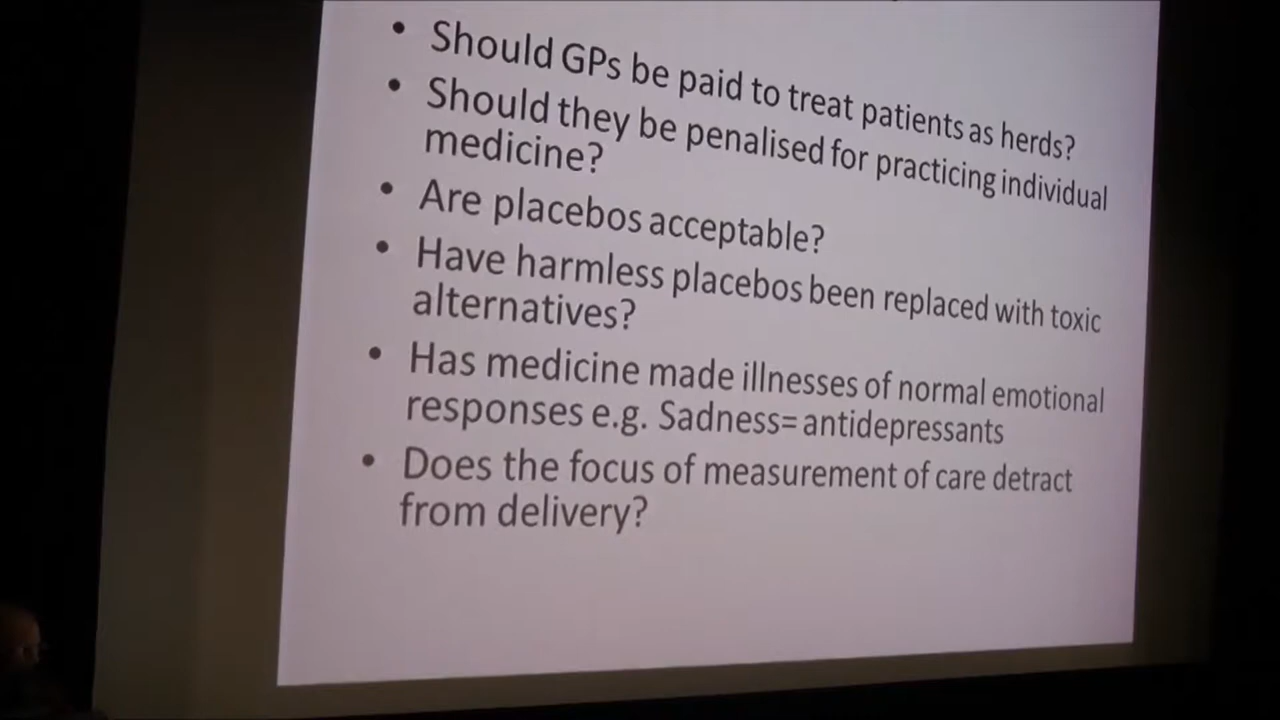 • Should GPs be paid to treat patients as herds?
• Should they be penalised for practicing individual
medicine?
• Are placebos acceptable?
• Have harmless placebos been replaced with toxic
alternatives?
• Has medicine made illnesses of normal emotional
responses e.g. Sadness= antidepressants
• Does the focus of measurement of care detract
from delivery?